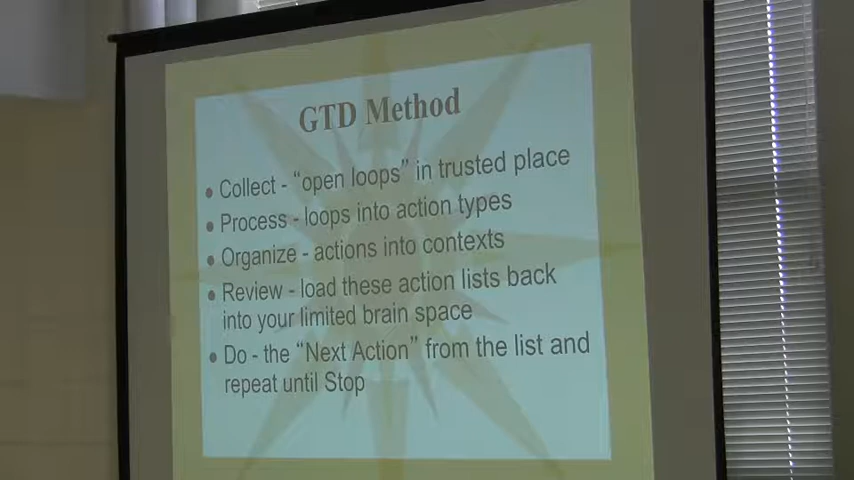 GTD Method
• Collect - “open loops” in trusted place
• Process - loops into action types
• Organize - actions into contexts
• Review - load these action lists back
into your limited brain space
• Do - the “Next Action” from the list and
repeat until Stop